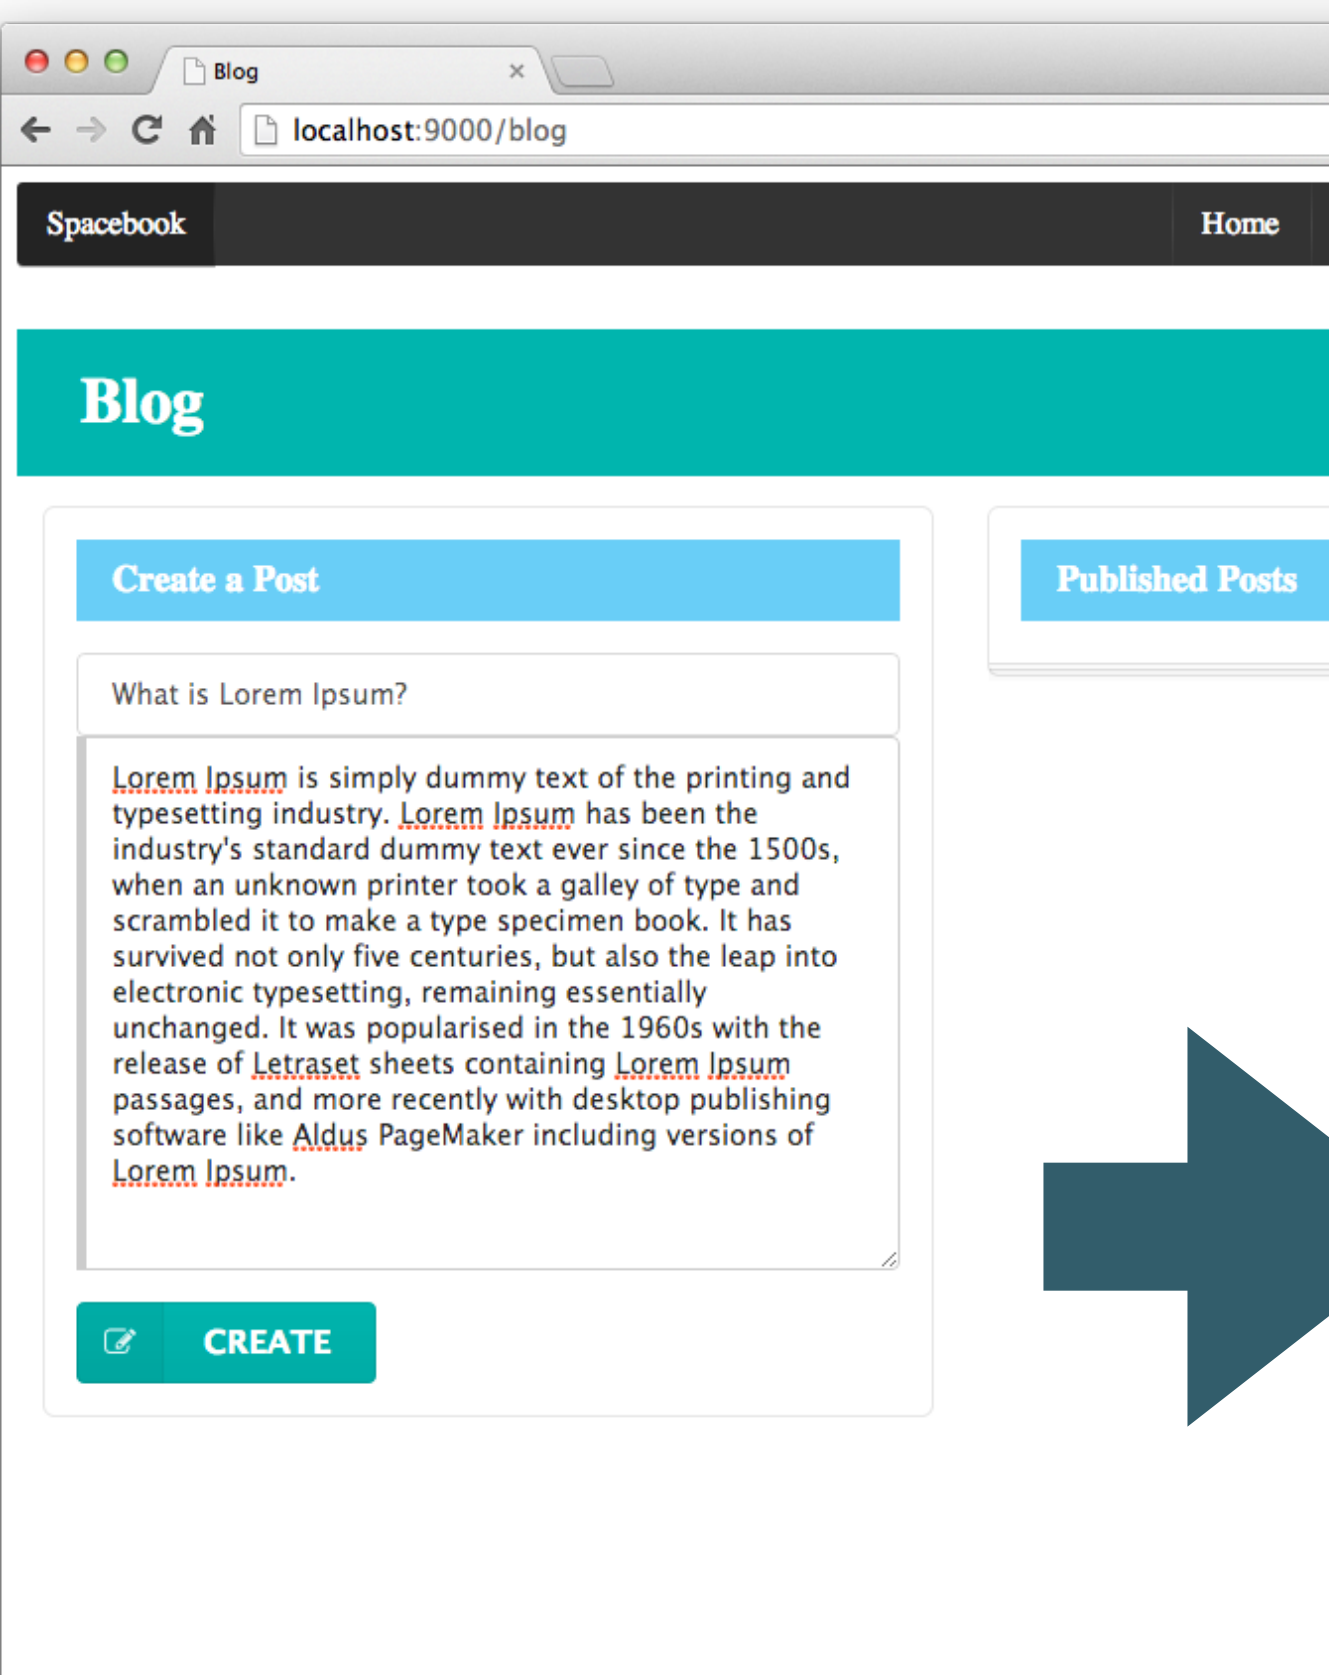 Blog
localhost:9000/blog
Spacebook
Home
Blog
Create a Post
Published Posts
What is Lorem Ipsum?
Lorem Ipsum is simply dummy text of the printing and
typesetting industry. Lorem Ipsum has been the
industry's standard dummy text ever since the 1500s,
when an unknown printer took a galley of type and
scrambled it to make a type specimen book. It has
survived not only five centuries, but also the leap into
electronic typesetting, remaining essentially
unchanged. It was popularised in the 1960s with the
release of Letraset sheets containing Lorem Ipsum
passages, and more recently with desktop publishing
software like Aldus PageMaker including versions of
Lorem Ipsum.
CREATE